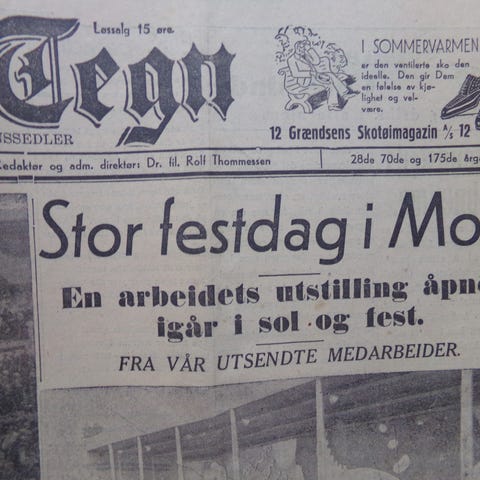 Løssalg 15 øre.
Tegn
NSSEDLER
I SOMMERVARMEN
er den ventilerte sko den
ideelle. Den gir Dem
en følelse av kjø-
lighet og vel-
være.
12 Grændsens Skotøimagazin A/S 12
Redaktør og adm. direktør: Dr. fil. Rolf Thommessen
28de 70de og 175de årga
Stor festdag i Mo
En arbeidets utstilling åpne
igår i sol og fest.
FRA VÅR UTSENDTE MEDARBEIDER.